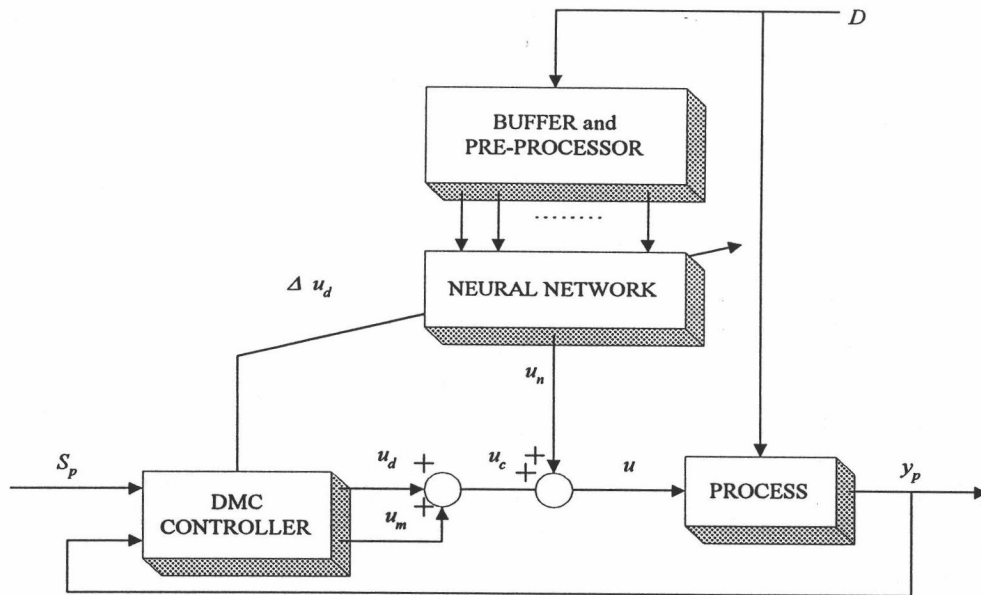 D
BUFFER and
PRE-PROCESSOR
........
NEURAL NETWORK
Δ u_d
u_n
S_p
DMC
CONTROLLER
u_d
+
u_m
+
u_c
+
+
u
PROCESS
y_p